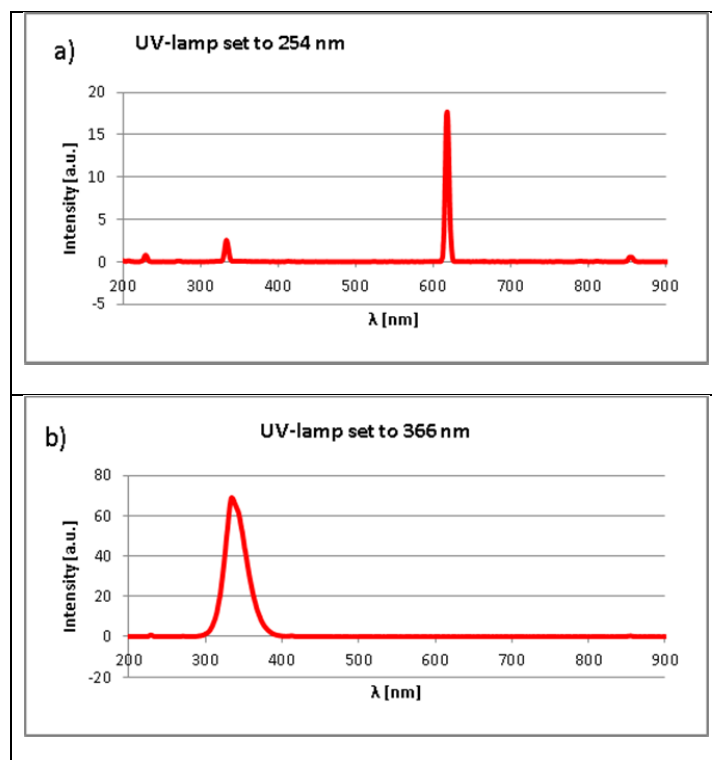 a)
UV-lamp set to 254 nm
20
15
10
5
0
-5
200 300 400 500 600 700 800 900
Intensity [a.u.]
λ [nm]
b)
UV-lamp set to 366 nm
80
60
40
20
0
-20
200 300 400 500 600 700 800 900
Intensity [a.u.]
λ [nm]